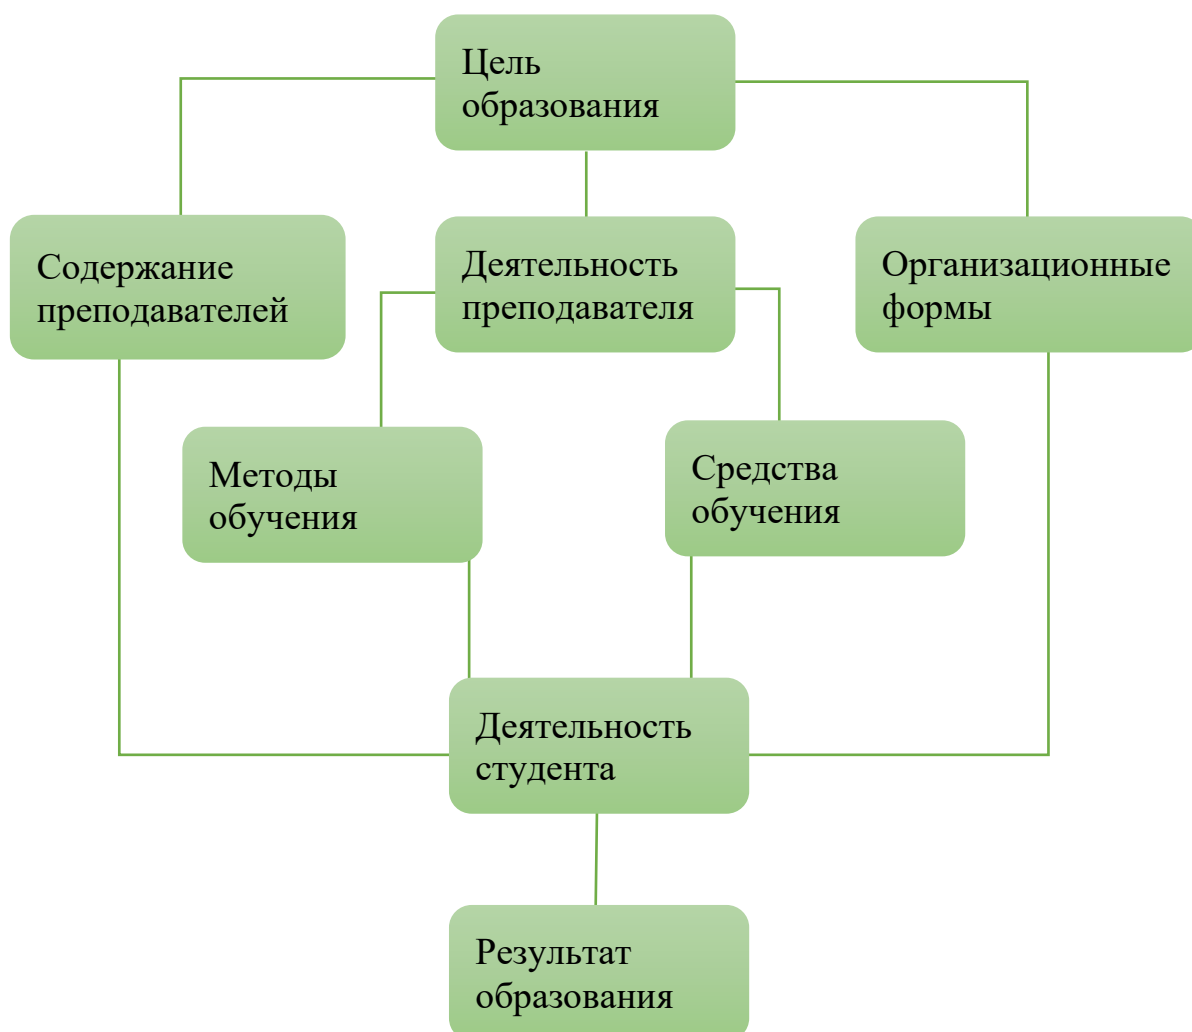 Цель
образования
Содержание
преподавателей
Деятельность
преподавателя
Организационные
формы
Методы
обучения
Средства
обучения
Деятельность
студента
Результат
образования